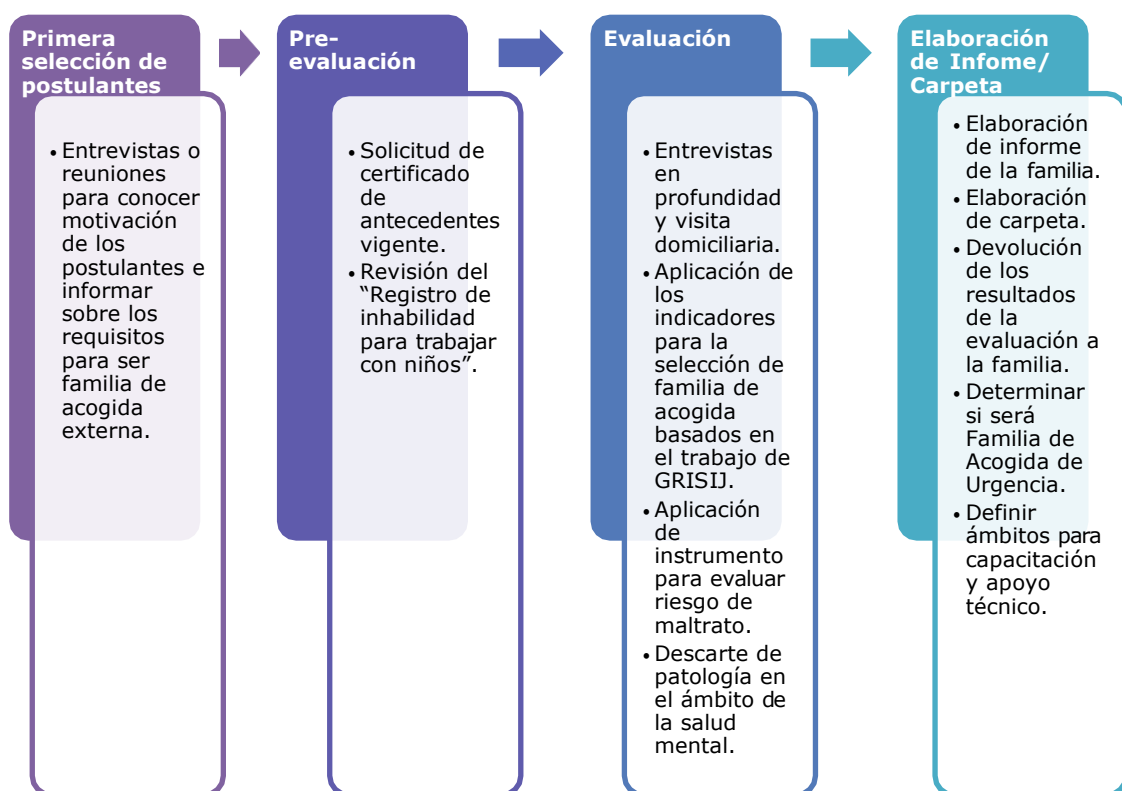 Primera
selección de
postulantes
• Entrevistas o
reuniones
para conocer
motivación
de los
postulantes e
informar
sobre los
requisitos
para ser
familia de
acogida
externa.
Pre-
evaluación
• Solicitud de
certificado
de
antecedentes
vigente.
• Revisión del
“Registro de
inhabilidad
para trabajar
con niños”.
Evaluación
• Entrevistas
en
profundidad
y visita
domiciliaria.
• Aplicación de
los
indicadores
para la
selección de
familia de
acogida
basados en
el trabajo de
GRISIJ.
• Aplicación
de
instrumento
para evaluar
riesgo de
maltrato.
• Descarte de
patología en
el ámbito de
la salud
mental.
Elaboración
de Infome/
Carpeta
• Elaboración
de informe
de la familia.
• Elaboración
de carpeta.
• Devolución
de los
resultados
de la
evaluación a
la familia.
• Determinar
si será
Familia de
Acogida de
Urgencia.
• Definir
ámbitos para
capacitación
y apoyo
técnico.